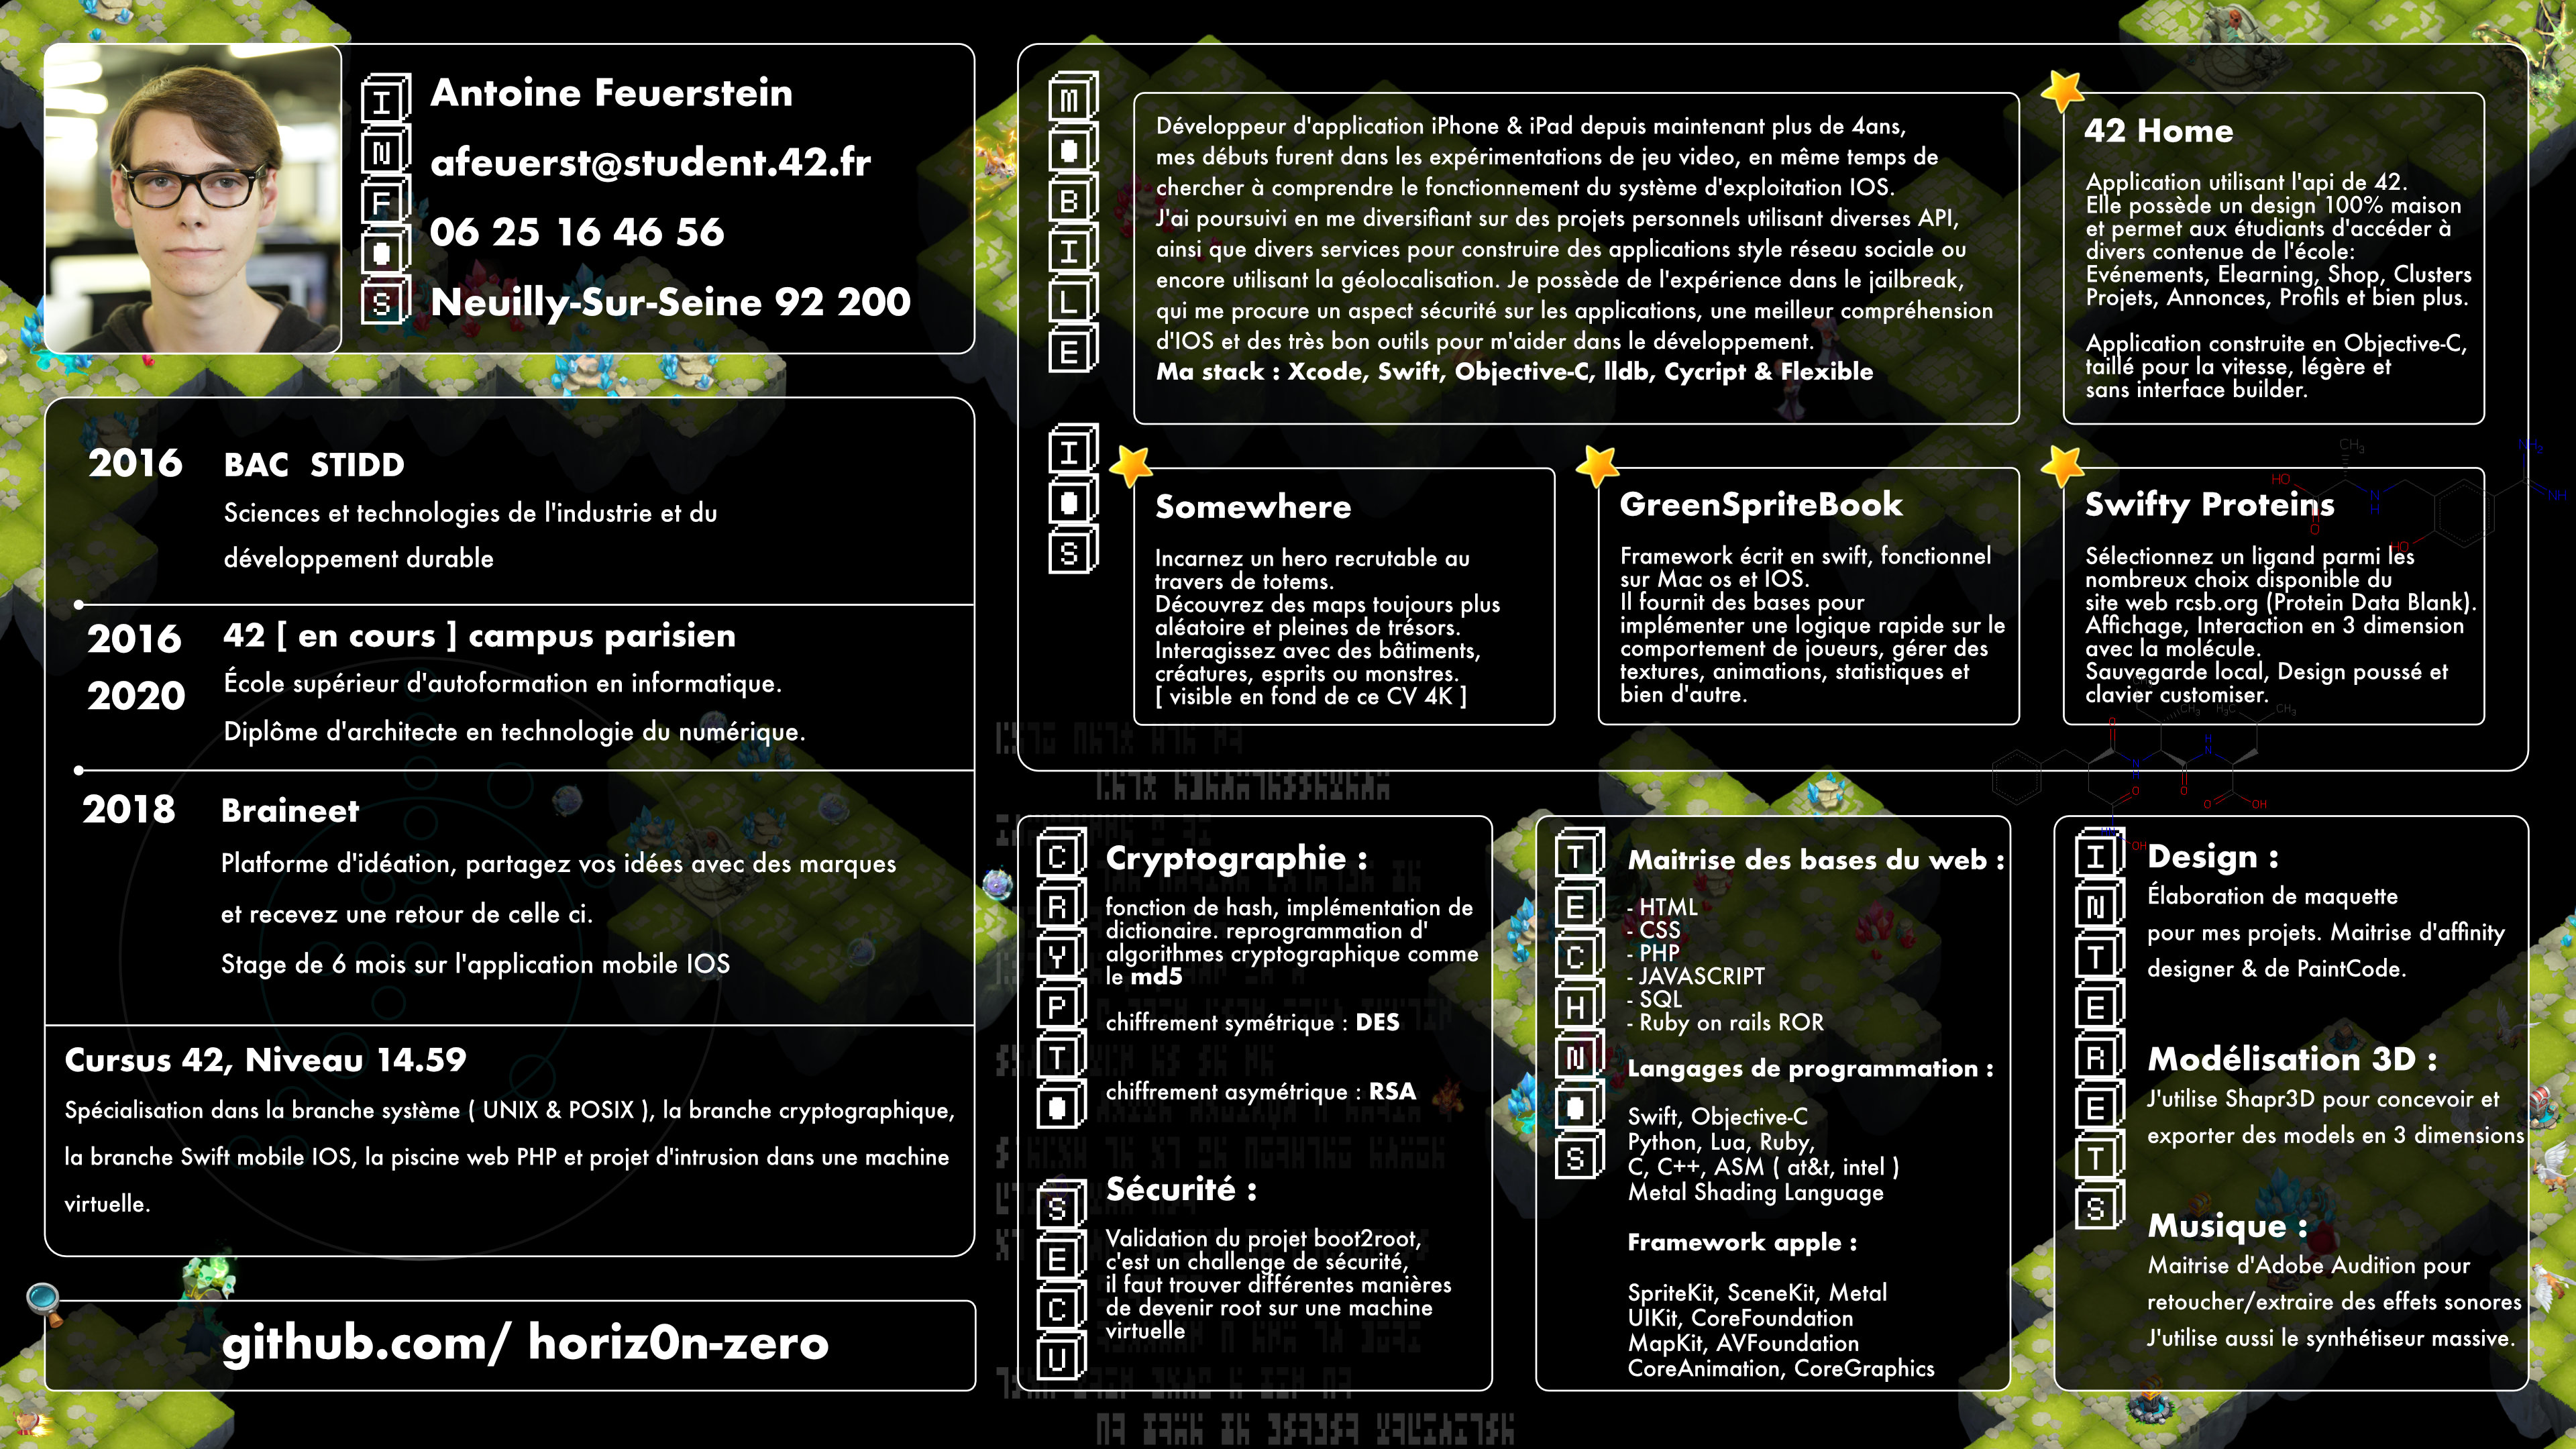 INFOS
Antoine Feuerstein
afeuerst@student.42.fr
06 25 16 46 56
Neuilly-Sur-Seine 92 200
2016
BAC STIDD
Sciences et technologies de l'industrie et du
développement durable
2016
2020
42 [ en cours ] campus parisien
École supérieur d'autoformation en informatique.
Diplôme d'architecte en technologie du numérique.
2018
Braineet
Platforme d'idéation, partagez vos idées avec des marques
et recevez une retour de celle ci.
Stage de 6 mois sur l'application mobile IOS
Cursus 42, Niveau 14.59
Spécialisation dans la branche système ( UNIX & POSIX ), la branche cryptographique,
la branche Swift mobile IOS, la piscine web PHP et projet d'intrusion dans une machine
virtuelle.
github.com/ horiz0n-zero
MOBILE
IOS
Développeur d'application iPhone & iPad depuis maintenant plus de 4ans,
mes débuts furent dans les expérimentations de jeu video, en même temps de
chercher à comprendre le fonctionnement du système d'exploitation IOS.
J'ai poursuivi en me diversifiant sur des projets personnels utilisant diverses API,
ainsi que divers services pour construire des applications style réseau sociale ou
encore utilisant la géolocalisation. Je possède de l'expérience dans le jailbreak,
qui me procure un aspect sécurité sur les applications, une meilleur compréhension
d'IOS et des très bon outils pour m'aider dans le développement.
Ma stack : Xcode, Swift, Objective-C, lldb, Cycript & Flexible
42 Home
Application utilisant l'api de 42.
Elle possède un design 100% maison
et permet aux étudiants d'accéder à
divers contenue de l'école:
Evénements, Elearning, Shop, Clusters
Projets, Annonces, Profils et bien plus.
Application construite en Objective-C,
taillé pour la vitesse, légère et
sans interface builder.
Somewhere
Incarnez un hero recrutable au
travers de totems.
Découvrez des maps toujours plus
aléatoire et pleines de trésors.
Interagissez avec des bâtiments,
créatures, esprits ou monstres.
[ visible en fond de ce CV 4K ]
GreenSpriteBook
Framework écrit en swift, fonctionnel
sur Mac os et IOS.
Il fournit des bases pour
implémenter une logique rapide sur le
comportement de joueurs, gérer des
textures, animations, statistiques et
bien d'autre.
Swifty Proteins
Sélectionnez un ligand parmi les
nombreux choix disponible du
site web rcsb.org (Protein Data Blank).
Affichage, Interaction en 3 dimension
avec la molécule.
Sauvegarde local, Design poussé et
clavier customiser.
CH3
HO
O
N
H
HO
NH2
NH
CH3
H3C
CH3
O
N
H
O
H
N
O
O
OH
OH
CRYPTO
Cryptographie :
fonction de hash, implémentation de
dictionaire. reprogrammation d'
algorithmes cryptographique comme
le md5
chiffrement symétrique : DES
chiffrement asymétrique : RSA
SECU
Sécurité :
Validation du projet boot2root,
c'est un challenge de sécurité,
il faut trouver différentes manières
de devenir root sur une machine
virtuelle
TECHNOS
Maitrise des bases du web :
- HTML
- CSS
- PHP
- JAVASCRIPT
- SQL
- Ruby on rails ROR
Langages de programmation :
Swift, Objective-C
Python, Lua, Ruby,
C, C++, ASM ( at&t, intel )
Metal Shading Language
Framework apple :
SpriteKit, SceneKit, Metal
UIKit, CoreFoundation
MapKit, AVFoundation
CoreAnimation, CoreGraphics
INTERETS
Design :
Élaboration de maquette
pour mes projets. Maitrise d'affinity
designer & de PaintCode.
Modélisation 3D :
J'utilise Shapr3D pour concevoir et
exporter des models en 3 dimensions
Musique :
Maitrise d'Adobe Audition pour
retoucher/extraire des effets sonores
J'utilise aussi le synthétiseur massive.